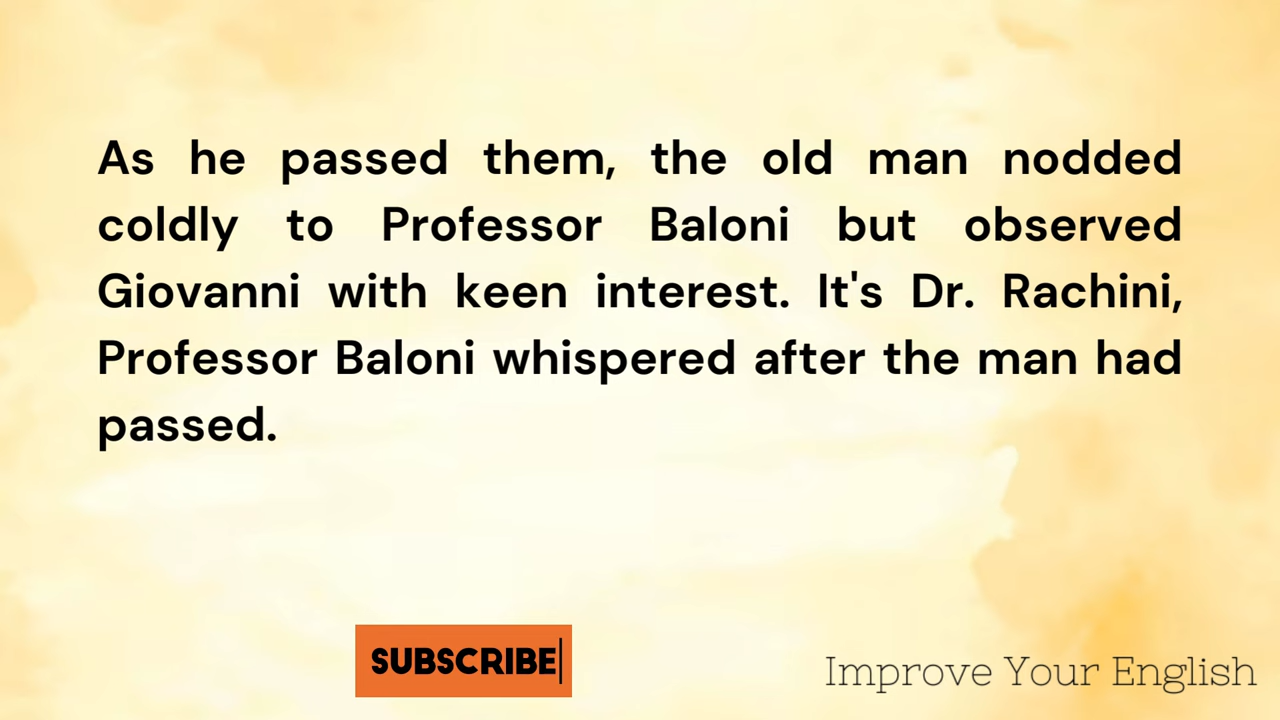 As he passed them, the old man nodded
coldly to Professor Baloni but observed
Giovanni with keen interest. It's Dr. Rachini,
Professor Baloni whispered after the man had
passed.
SUBSCRIBE
Improve Your English